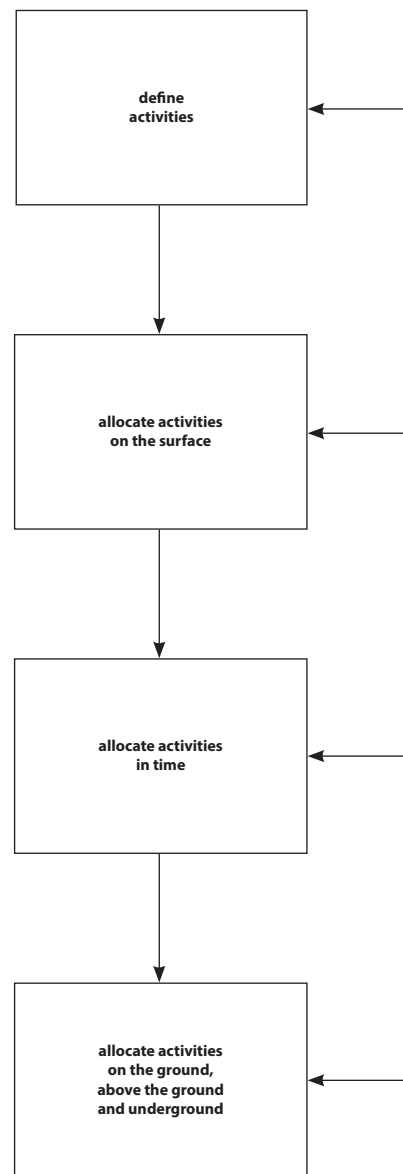 define
activities
allocate activities
on the surface
allocate activities
in time
allocate activities
on the ground,
above the ground
and underground